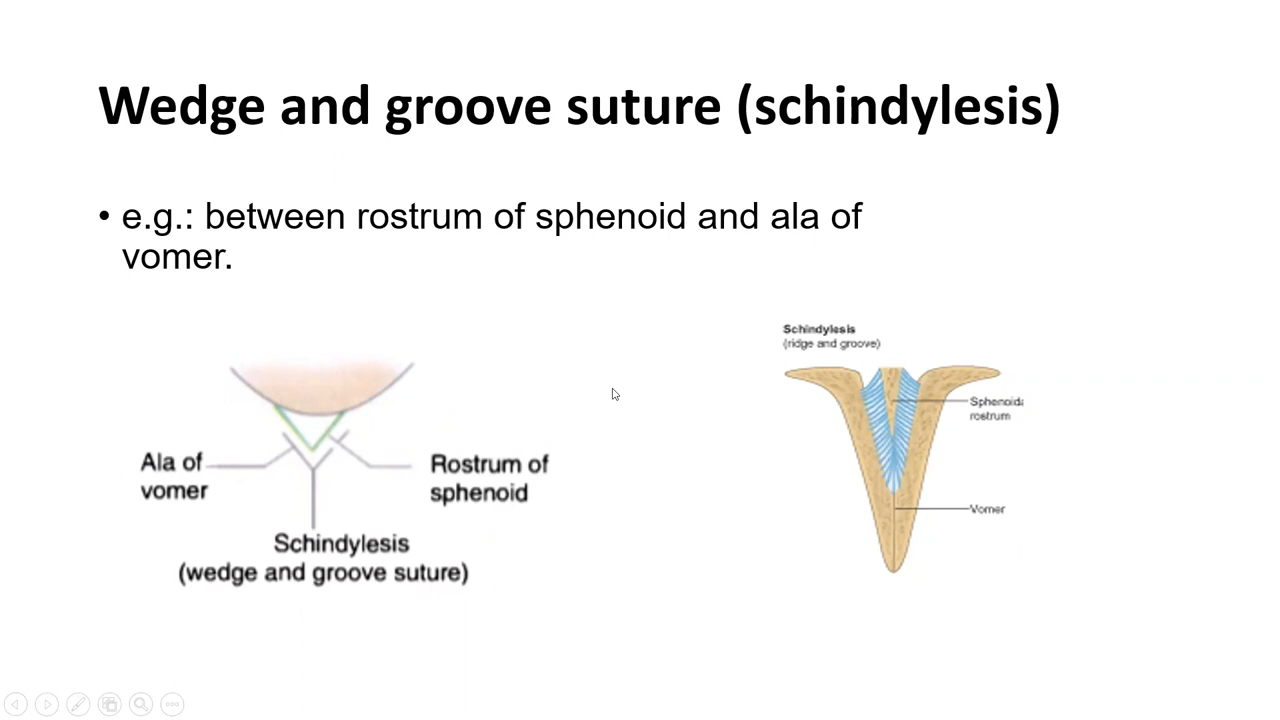 Wedge and groove suture (schindylesis)
• e.g.: between rostrum of sphenoid and ala of
vomer.
Ala of
vomer
Rostrum of
sphenoid
Schindylesis
(wedge and groove suture)
Schindylesis
(ridge and groove)
Sphenoida
rostrum
Vomer